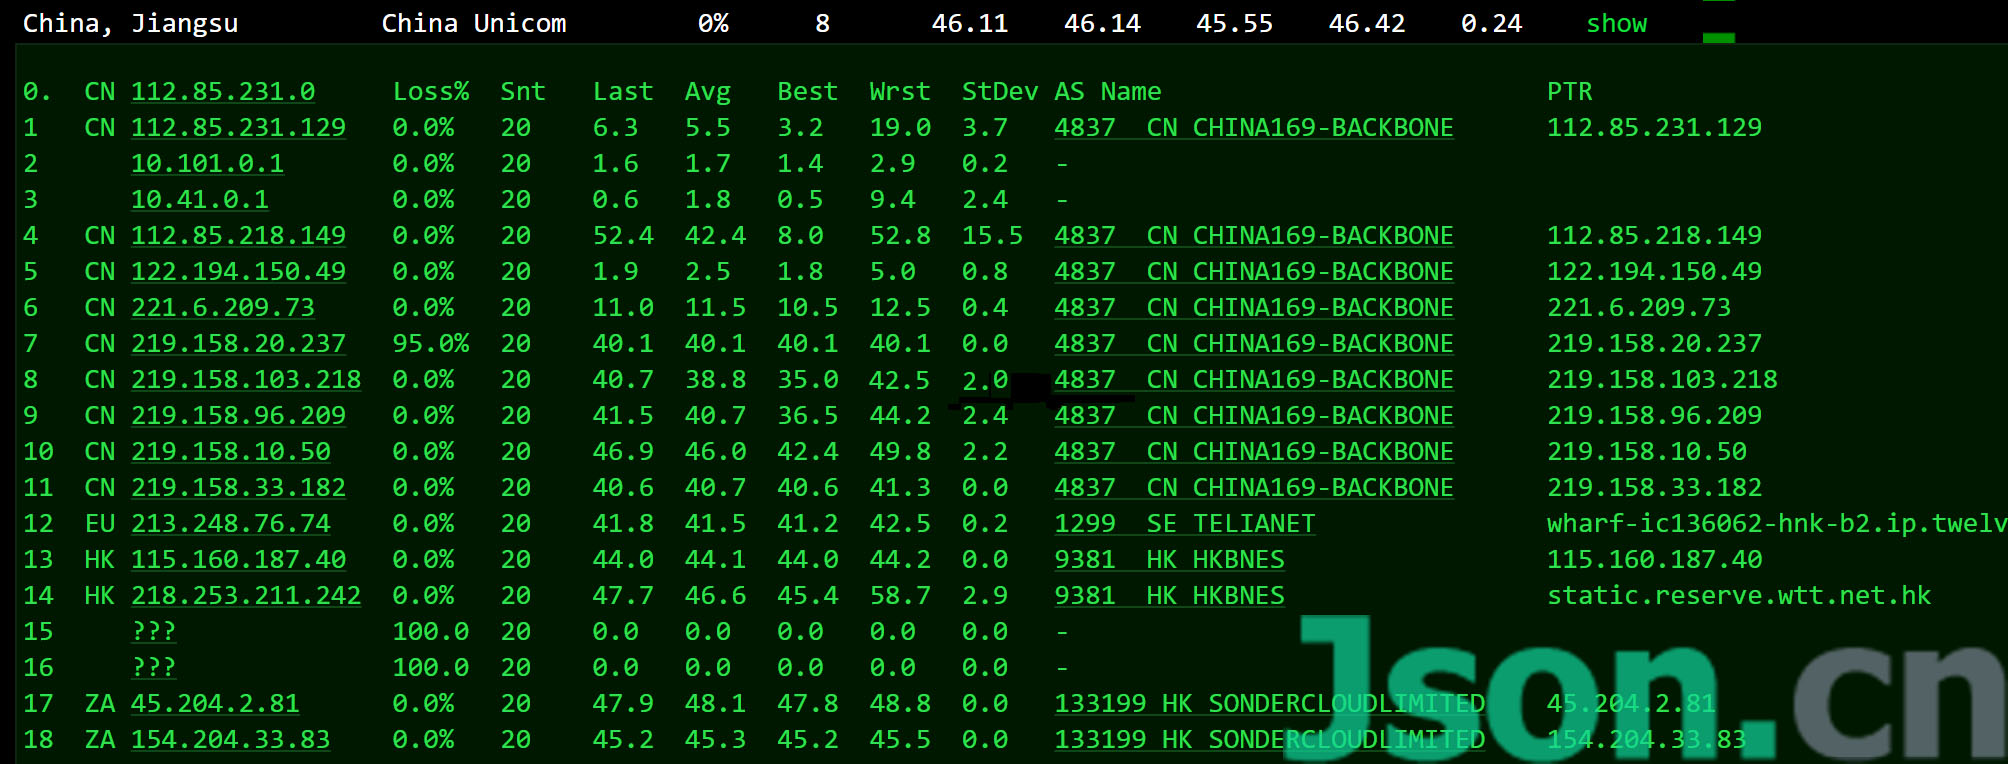 China, Jiangsu China Unicom 0% 8 46.11 46.14 45.55 46.42 0.24 show
0. CN 112.85.231.0 Loss% Snt Last Avg Best Wrst StDev AS Name PTR
1 CN 112.85.231.129 0.0% 20 6.3 5.5 3.2 19.0 3.7 4837 CN CHINA169-BACKBONE 112.85.231.129
2 10.101.0.1 0.0% 20 1.6 1.7 1.4 2.9 0.2 -
3 10.41.0.1 0.0% 20 0.6 1.8 0.5 9.4 2.4 -
4 CN 112.85.218.149 0.0% 20 52.4 42.4 8.0 52.8 15.5 4837 CN CHINA169-BACKBONE 112.85.218.149
5 CN 122.194.150.49 0.0% 20 1.9 2.5 1.8 5.0 0.8 4837 CN CHINA169-BACKBONE 122.194.150.49
6 CN 221.6.209.73 0.0% 20 11.0 11.5 10.5 12.5 0.4 4837 CN CHINA169-BACKBONE 221.6.209.73
7 CN 219.158.20.237 95.0% 20 40.1 40.1 40.1 40.1 0.0 4837 CN CHINA169-BACKBONE 219.158.20.237
8 CN 219.158.103.218 0.0% 20 40.7 38.8 35.0 42.5 2.0 4837 CN CHINA169-BACKBONE 219.158.103.218
9 CN 219.158.96.209 0.0% 20 41.5 40.7 36.5 44.2 2.4 4837 CN CHINA169-BACKBONE 219.158.96.209
10 CN 219.158.10.50 0.0% 20 46.9 46.0 42.4 49.8 2.2 4837 CN CHINA169-BACKBONE 219.158.10.50
11 CN 219.158.33.182 0.0% 20 40.6 40.7 40.6 41.3 0.0 4837 CN CHINA169-BACKBONE 219.158.33.182
12 EU 213.248.76.74 0.0% 20 41.8 41.5 41.2 42.5 0.2 1299 SE TELIANET wharf-ic136062-hnk-b2.ip.twelv
13 HK 115.160.187.40 0.0% 20 44.0 44.1 44.0 44.2 0.0 9381 HK HKBNES 115.160.187.40
14 HK 218.253.211.242 0.0% 20 47.7 46.6 45.4 58.7 2.9 9381 HK HKBNES static.reserve.wtt.net.hk
15 ??? 100.0 20 0.0 0.0 0.0 0.0 0.0 -
16 ??? 100.0 20 0.0 0.0 0.0 0.0 0.0 -
17 ZA 45.204.2.81 0.0% 20 47.9 48.1 47.8 48.8 0.0 133199 HK SONDERCLOUDLIMITED 45.204.2.81
18 ZA 154.204.33.83 0.0% 20 45.2 45.3 45.2 45.5 0.0 133199 HK SONDERCLOUDLIMITED 154.204.33.83
Json.cn